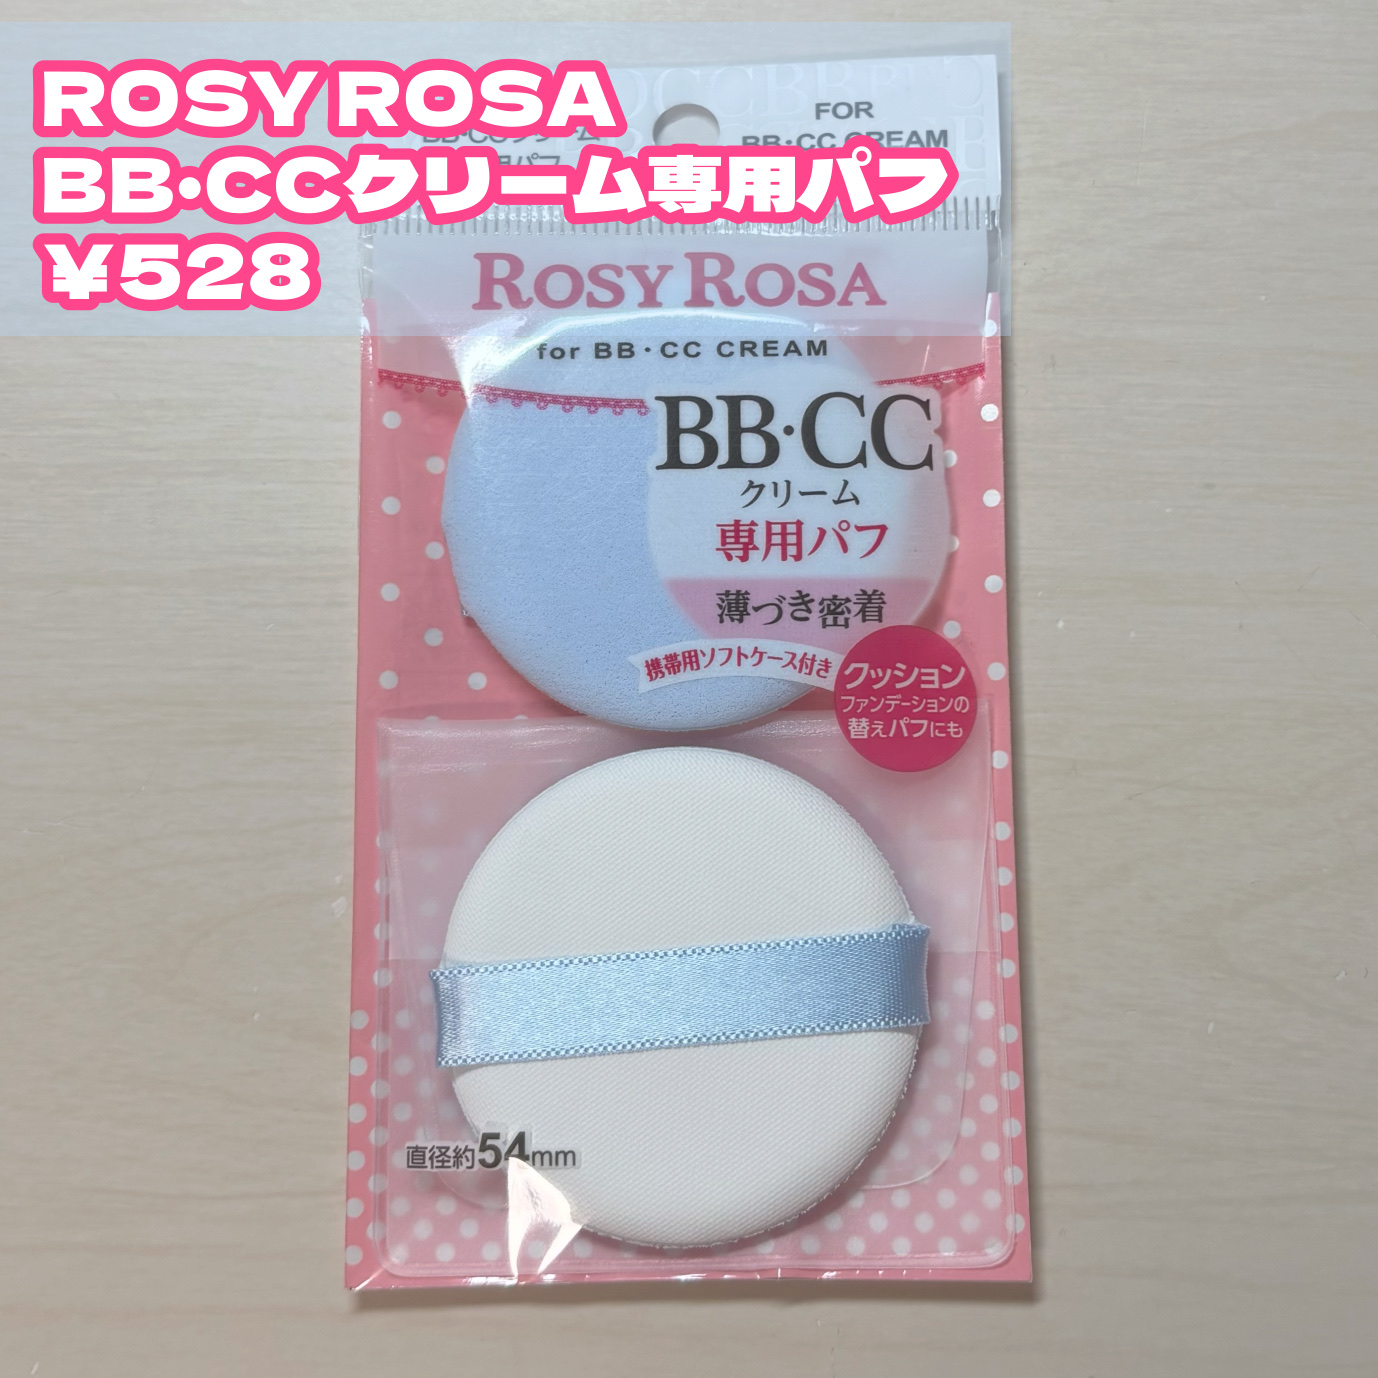 ROSY ROSA
BB・CCクリーム専用パフ
¥528
FOR
BB・CC CREAM
ROSY ROSA
for BB・CC CREAM
BB・CC
クリーム
専用パフ
薄づき密着
携帯用ソフトケース付き
クッション
ファンデーションの
替えパフにも
直径約54mm